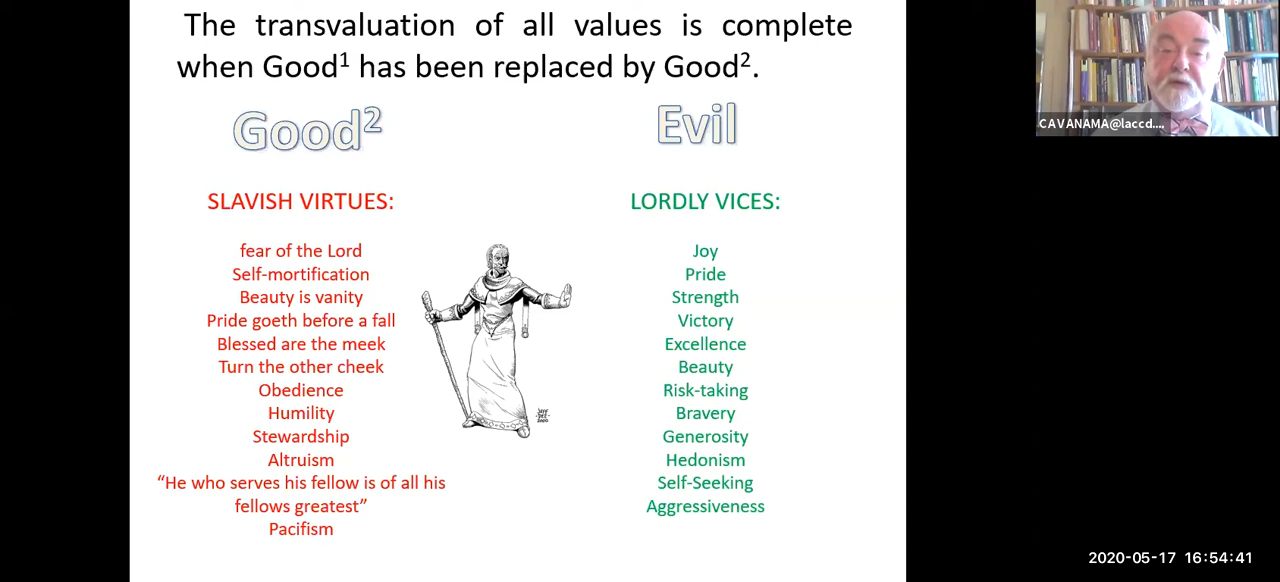 The transvaluation of all values is complete
when Good¹ has been replaced by Good².
Good²
Evil
SLAVISH VIRTUES:
fear of the Lord
Self-mortification
Beauty is vanity
Pride goeth before a fall
Blessed are the meek
Turn the other cheek
Obedience
Humility
Stewardship
Altruism
“He who serves his fellow is of all his
fellows greatest”
Pacifism
LORDLY VICES:
Joy
Pride
Strength
Victory
Excellence
Beauty
Risk-taking
Bravery
Generosity
Hedonism
Self-Seeking
Aggressiveness
CAVANAMA@laccd....
2020-05-17 16:54:41